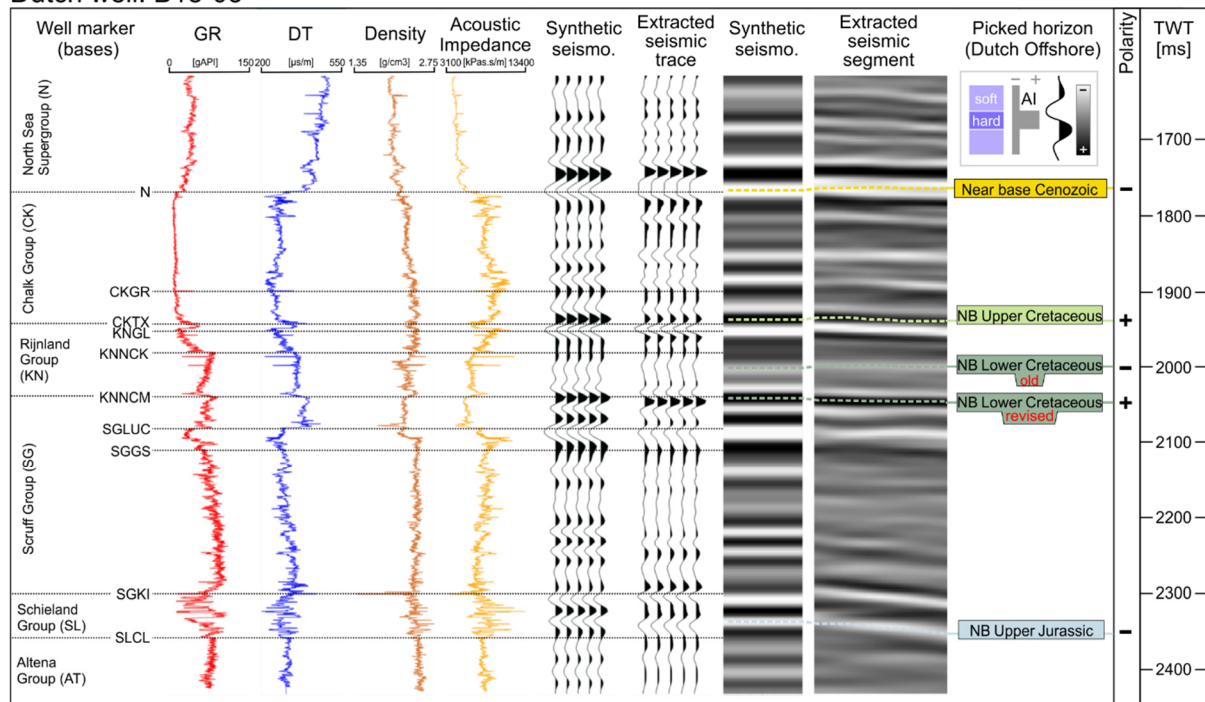 Well marker
(bases)
GR
DT
Density
Acoustic
Impedance
Synthetic
seismo.
Extracted
seismic
trace
Synthetic
seismo.
Extracted
seismic
segment
Picked horizon
(Dutch Offshore)
Polarity
TWT
[ms]
0 [gAPI] 150
200 [µs/m] 550
1.35 [g/cm3] 2.75
3100 [kPas.s/m] 13400
soft
hard
− +
AI
−
+
North Sea
Supergroup (N)
Chalk Group (CK)
Rijnland
Group
(KN)
Scruff Group (SG)
Schieland
Group (SL)
Altena
Group (AT)
N
CKGR
CKTX
KNGL
KNNCK
KNNCM
SGLUC
SGGS
SGKI
SLCL
Near base Cenozoic
−
NB Upper Cretaceous
+
NB Lower Cretaceous
old
−
NB Lower Cretaceous
revised
+
NB Upper Jurassic
−
1700
1800
1900
2000
2100
2200
2300
2400